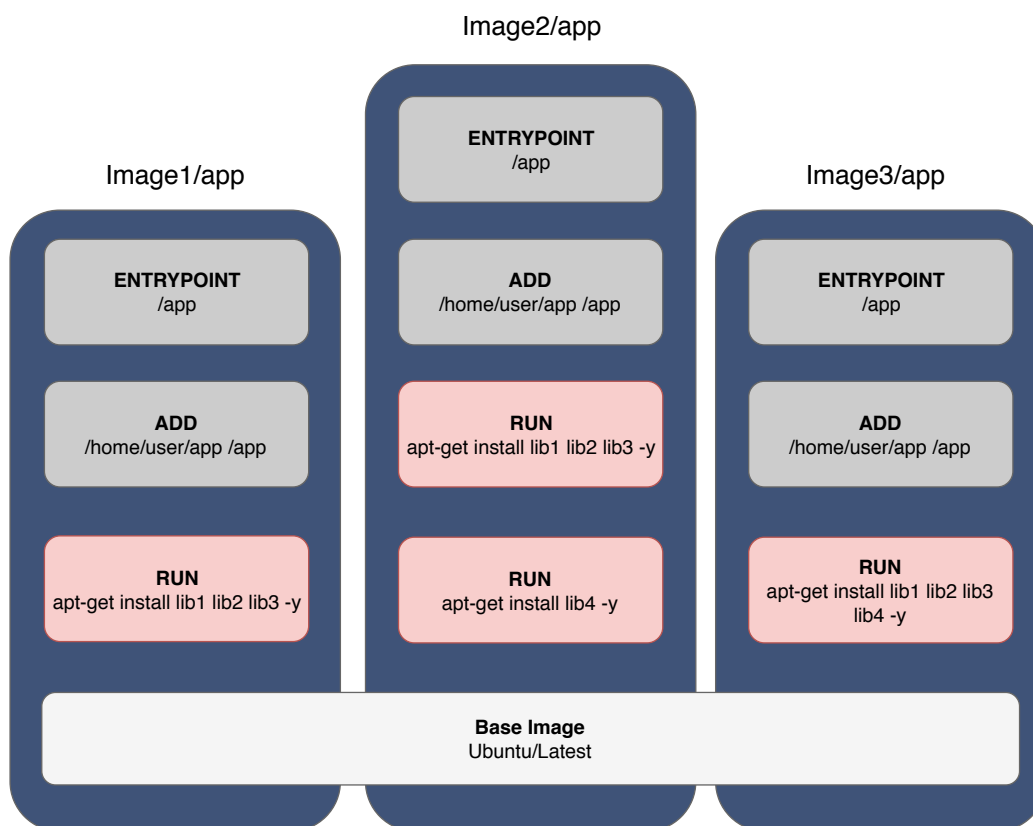 Image2/app
ENTRYPOINT
/app
ADD
/home/user/app /app
RUN
apt-get install lib1 lib2 lib3 -y
RUN
apt-get install lib4 -y
Image1/app
ENTRYPOINT
/app
ADD
/home/user/app /app
RUN
apt-get install lib1 lib2 lib3 -y
Image3/app
ENTRYPOINT
/app
ADD
/home/user/app /app
RUN
apt-get install lib1 lib2 lib3
lib4 -y
Base Image
Ubuntu/Latest